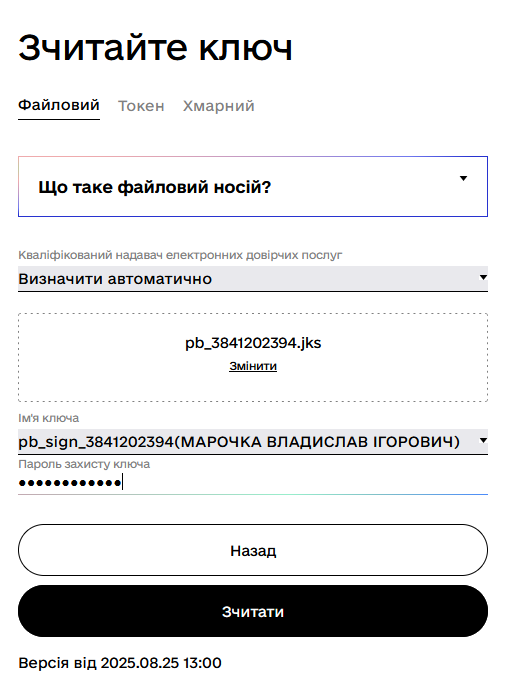 Зчитайте ключ
Файловий Токен Хмарний
Що таке файловий носій?
Кваліфікований надавач електронних довірчих послуг
Визначити автоматично
pb_3841202394.jks
Змінити
Ім'я ключа
pb_sign_3841202394(МАРОЧКА ВЛАДИСЛАВ ІГОРОВИЧ)
Пароль захисту ключа
••••••••••••
Назад
Зчитати
Версія від 2025.08.25 13:00